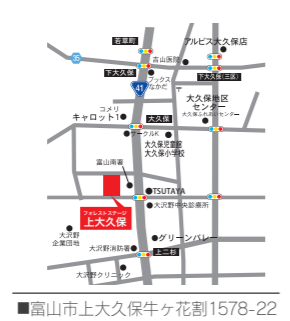 若草町
アルビス大久保店
35
吉山医院
下大久保
下大久保(三区)
ブックス
なかだ
〒
41
大久保地区
センター
大久保ふれあいセンター
コメリ
キャロット1
大久保
サークルK
大久保児童館
大久保小学校
富山南署
TSUTAYA
フォレストステージ
上大久保
大沢野中央診療所
大沢野
企業団地
グリーンバレー
大沢野消防署
上二杉
大沢野クリニック
■富山市上大久保牛ヶ花割1578-22